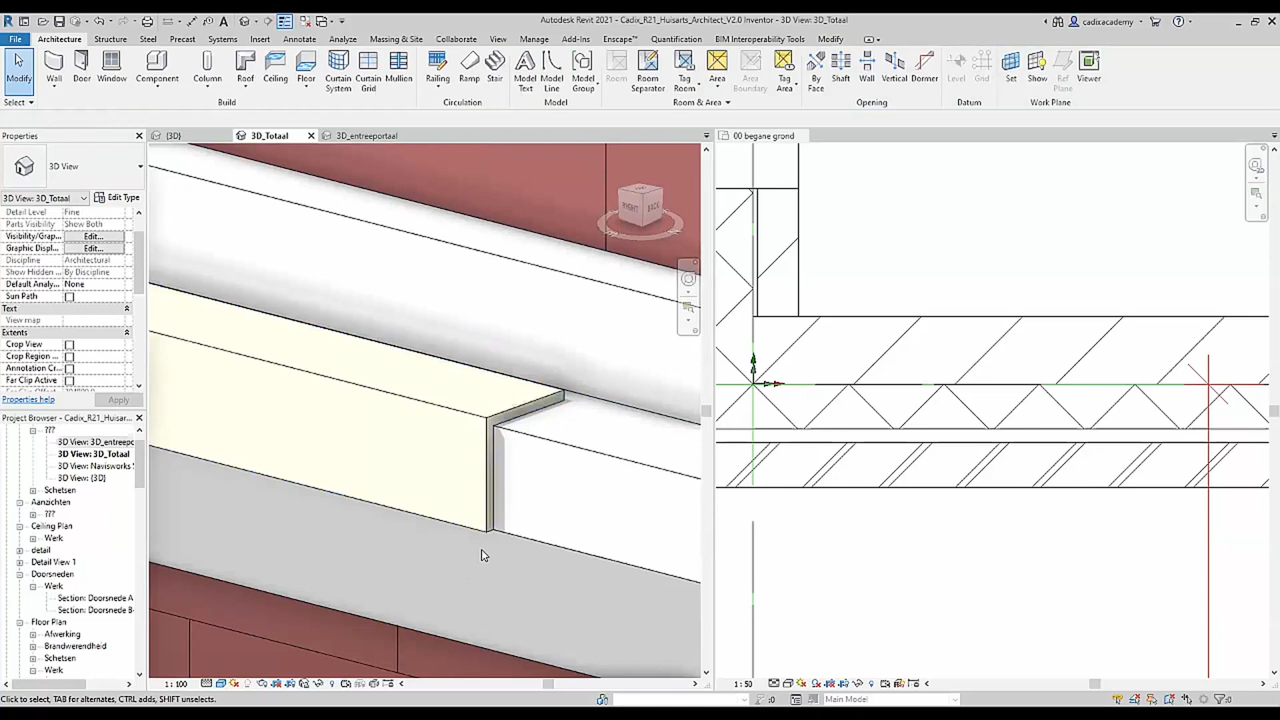 Autodesk Revit 2021 - Cadix_R21_Huisarts_Architect_V2.0 Inventor - 3D View: 3D_Totaal
cadixacademy
File Architecture Structure Steel Precast Systems Insert Annotate Analyze Massing & Site Collaborate View Manage Add-Ins Enscape™ Quantification BIM Interoperability Tools Modify
Modify Wall Door Window Component Column Roof Ceiling Floor Curtain System Curtain Grid Mullion Railing Ramp Stair Model Text Model Line Model Group Room Room Separator Tag Room Area Area Boundary Tag Area By Face Shaft Wall Vertical Dormer Level Grid Set Show Ref Plane Viewer
Select Build Circulation Model Room & Area Opening Datum Work Plane
Properties
{3D} 3D_Totaal 3D_entreeportaal
00 begane grond
3D View
3D View: 3D_Totaal Edit Type
Detail Level Fine
Parts Visibility Show Both
Visibility/Grap... Edit...
Graphic Displ... Edit...
Discipline Architectural
Show Hidden By Discipline
Default Analy... None
Sun Path
Text
View map
Extents
Crop View
Crop Region
Annotation Cr...
Far Clip Active
Properties help Apply
Project Browser - Cadix_R21_Huisar...
???
3D View: 3D_entreepo
3D View: 3D_Totaal
3D View: Navisworks
3D View: {3D}
Schetsen
Aanzichten
???
Ceiling Plan
Werk
detail
Detail View 1
Doorsneden
Werk
Section: Doorsnede A
Section: Doorsnede B-
Floor Plan
Afwerking
Brandwerendheid
Schetsen
Werk
RIGHT BACK
1 : 100
1 : 50
Click to select, TAB for alternates, CTRL adds, SHIFT unselects.
:0
Main Model
:0